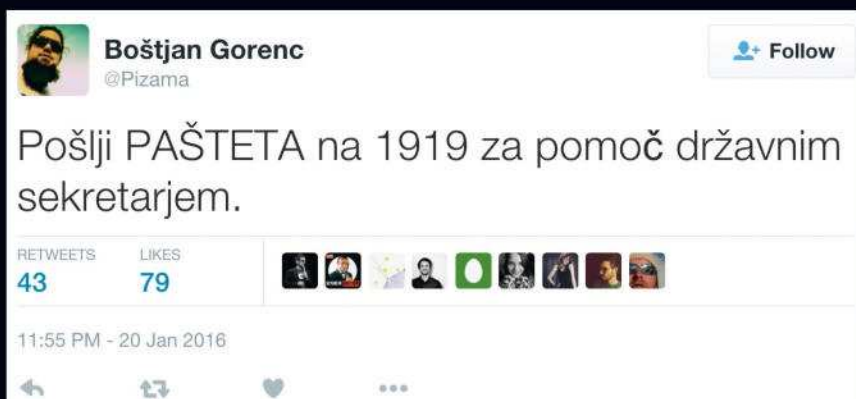 Boštjan Gorenc
@Pizama
Follow
Pošlji PAŠTETA na 1919 za pomoč državnim
sekretarjem.
RETWEETS LIKES
43 79
11:55 PM - 20 Jan 2016